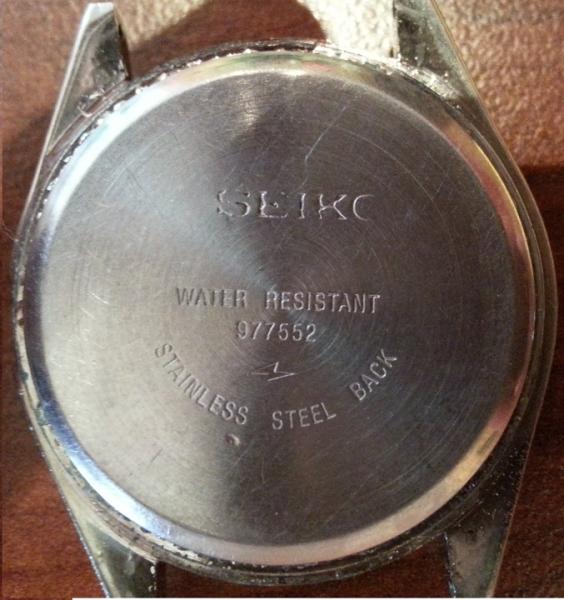 SEIKO
WATER RESISTANT
977552
STAINLESS STEEL BACK